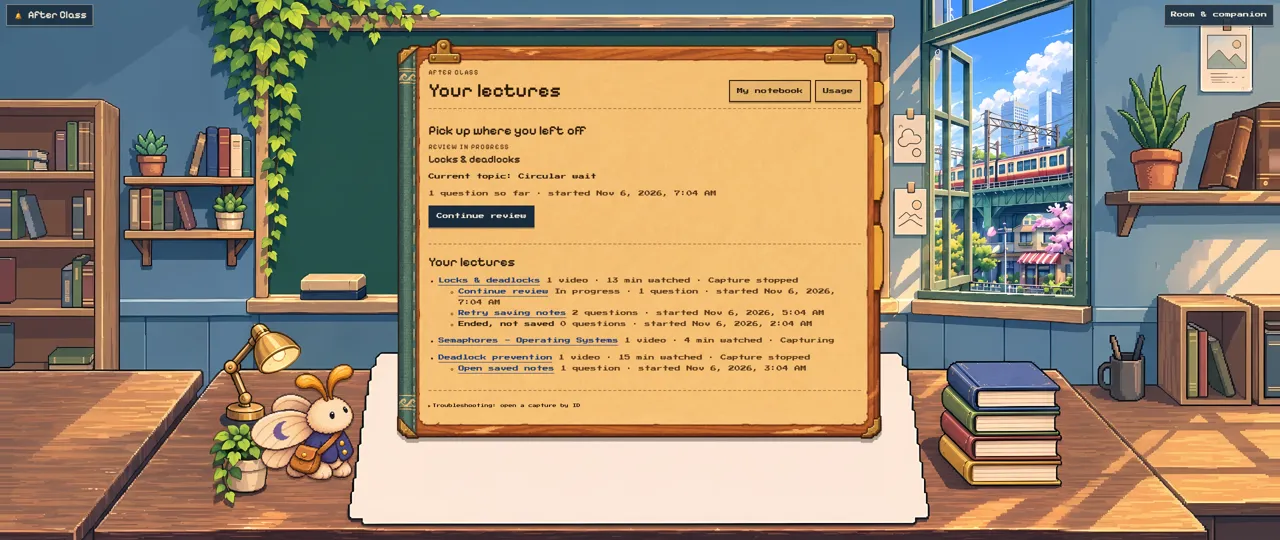 After Class
Room & companion
AFTER CLASS
Your lectures
My notebook
Usage
Pick up where you left off
REVIEW IN PROGRESS
Locks & deadlocks
Current topic: Circular wait
1 question so far · started Nov 6, 2026, 7:04 AM
Continue review
Your lectures
Locks & deadlocks 1 video · 13 min watched · Capture stopped
Continue review In progress · 1 question · started Nov 6, 2026,
7:04 AM
Retry saving notes 2 questions · started Nov 6, 2026, 5:04 AM
Ended, not saved 0 questions · started Nov 6, 2026, 2:04 AM
Semaphores – Operating Systems 1 video · 4 min watched · Capturing
Deadlock prevention 1 video · 15 min watched · Capture stopped
Open saved notes 1 question · started Nov 6, 2026, 3:04 AM
Troubleshooting: open a capture by ID